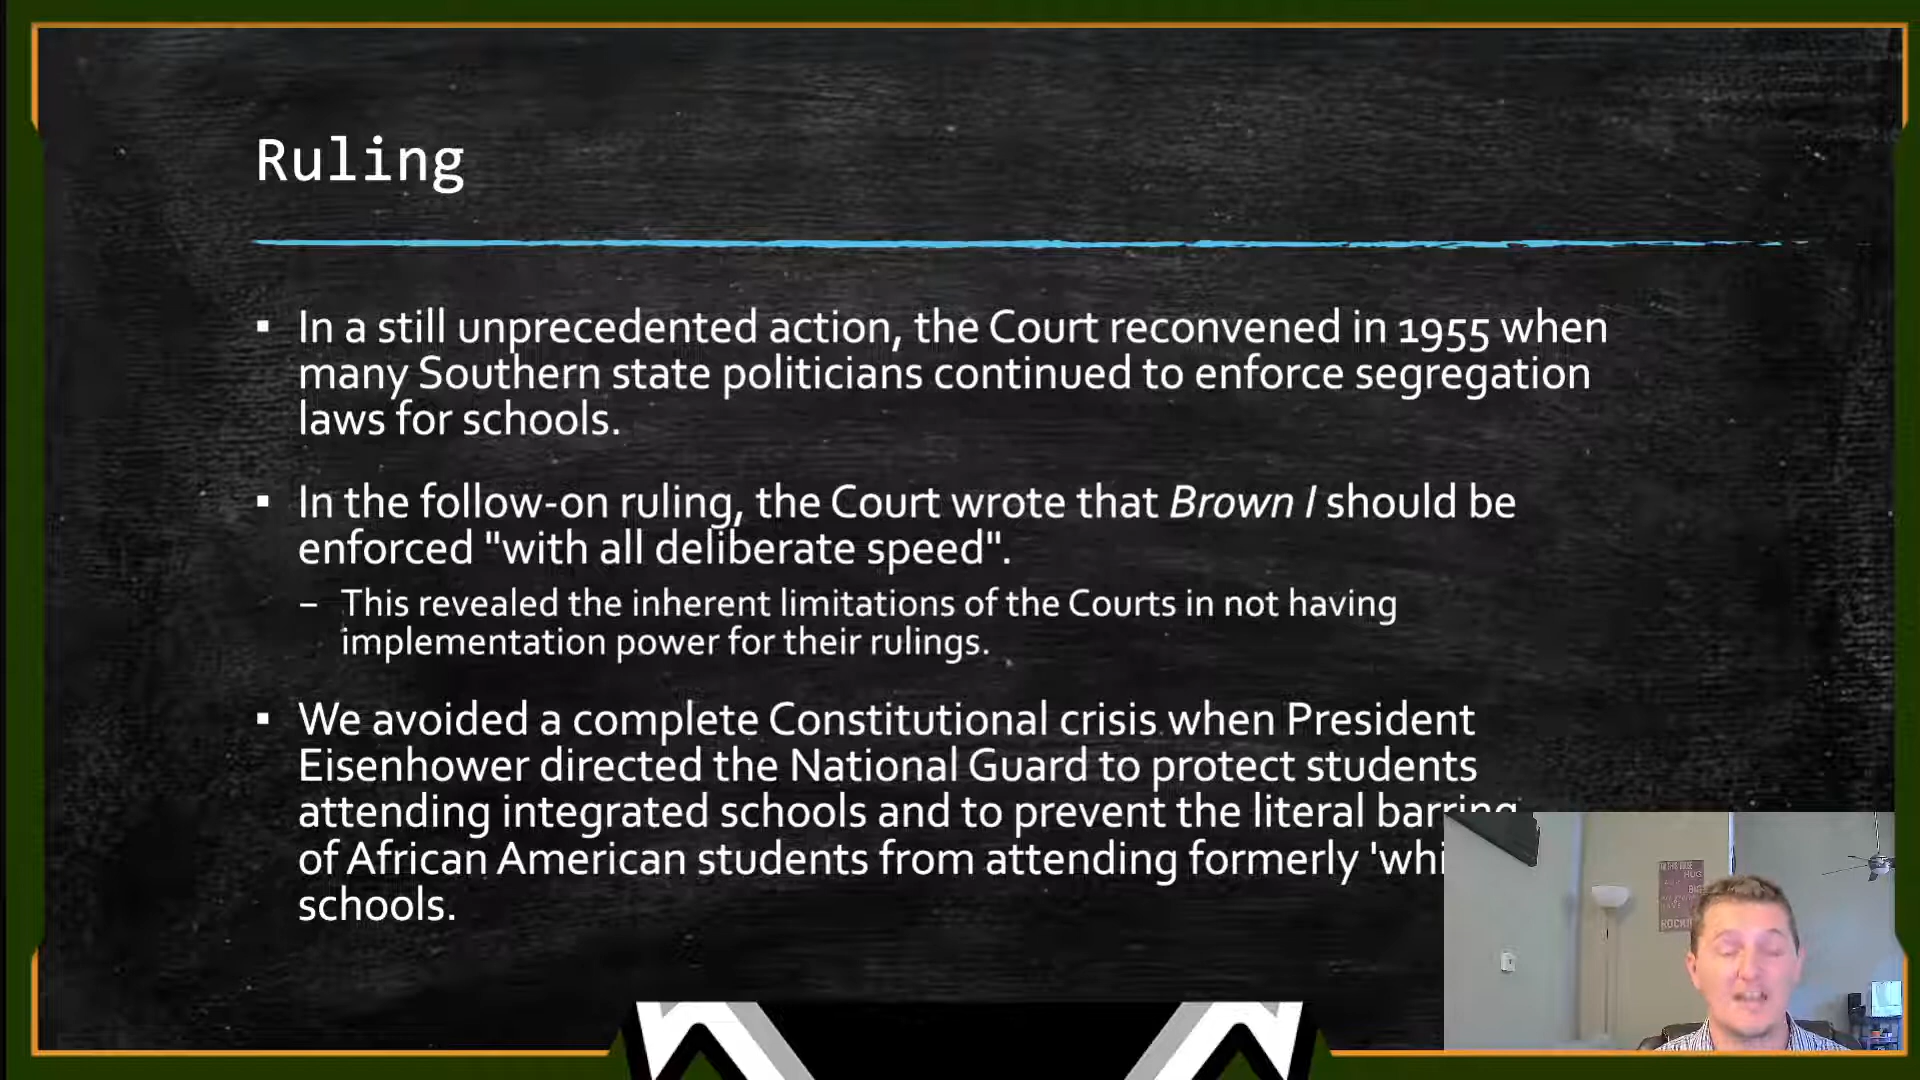 Ruling
▪ In a still unprecedented action, the Court reconvened in 1955 when
many Southern state politicians continued to enforce segregation
laws for schools.
▪ In the follow-on ruling, the Court wrote that Brown I should be
enforced "with all deliberate speed".
– This revealed the inherent limitations of the Courts in not having
implementation power for their rulings.
▪ We avoided a complete Constitutional crisis when President
Eisenhower directed the National Guard to protect students
attending integrated schools and to prevent the literal barring
of African American students from attending formerly 'whi
schools.
HUG